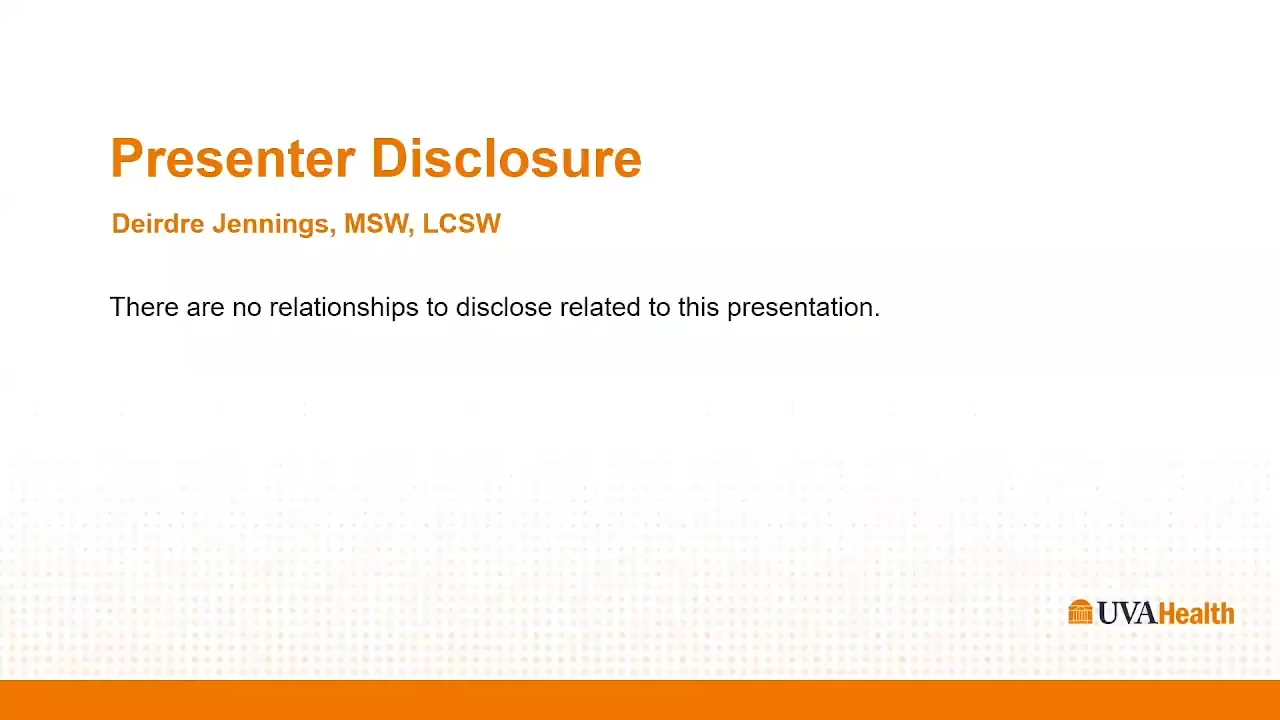 Presenter Disclosure
Deirdre Jennings, MSW, LCSW
There are no relationships to disclose related to this presentation.
UVAHealth